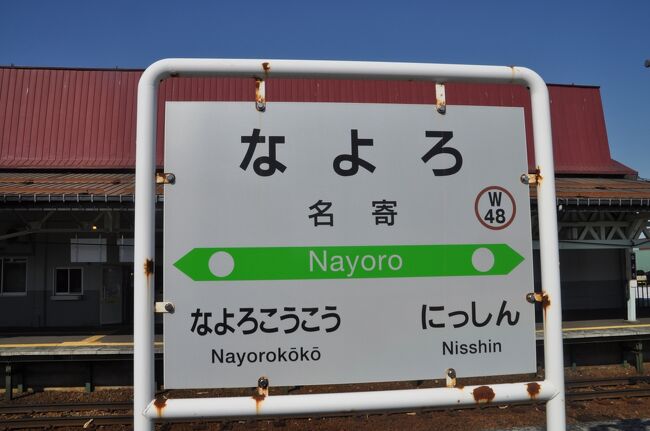 なよろ
名寄
W
48
Nayoro
なよろこうこう
Nayorokōkō
にっしん
Nisshin